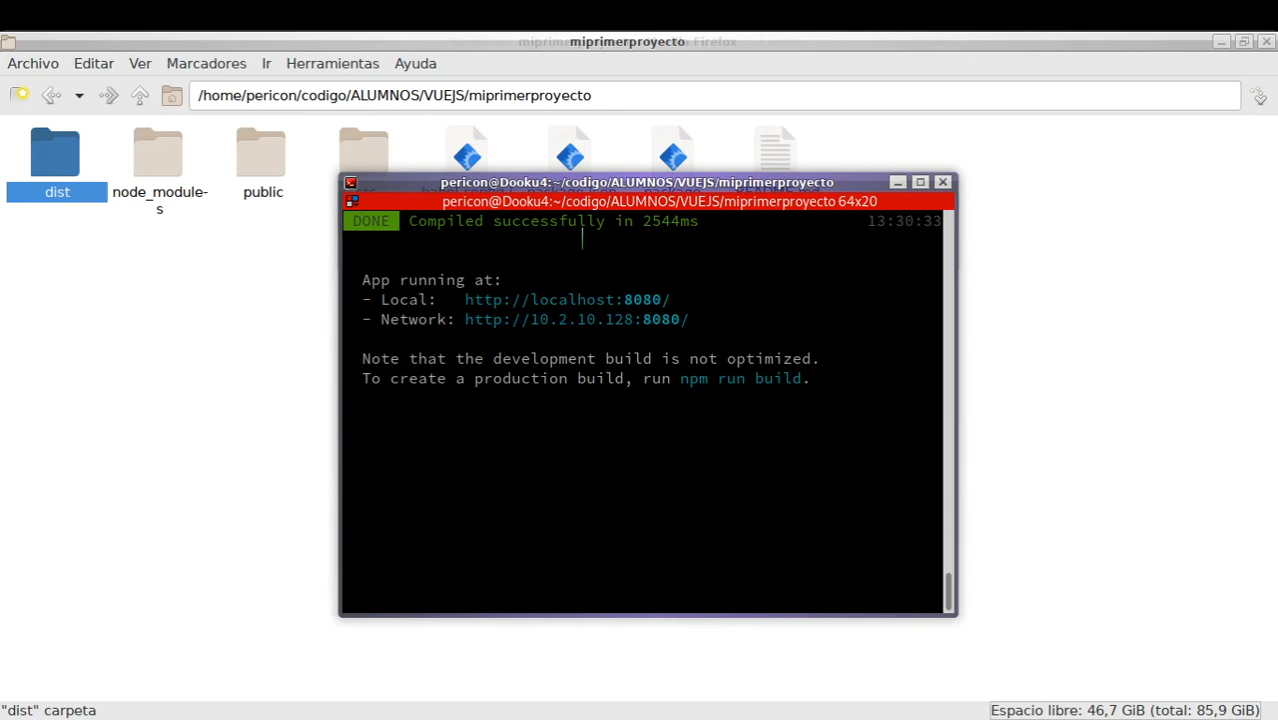 miprimerproyecto
Archivo Editar Ver Marcadores Ir Herramientas Ayuda
/home/pericon/codigo/ALUMNOS/VUEJS/miprimerproyecto
dist
node_module-
s
public
pericon@Dooku4:~/codigo/ALUMNOS/VUEJS/miprimerproyecto
pericon@Dooku4:~/codigo/ALUMNOS/VUEJS/miprimerproyecto 64x20
DONE Compiled successfully in 2544ms 13:30:33
App running at:
- Local: http://localhost:8080/
- Network: http://10.2.10.128:8080/
Note that the development build is not optimized.
To create a production build, run npm run build.
"dist" carpeta
Espacio libre: 46,7 GiB (total: 85,9 GiB)